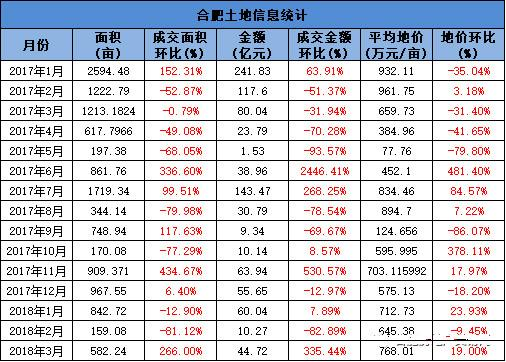 合肥土地信息统计
月份 面积(亩) 成交面积环比(%) 金额(亿元) 成交金额环比(%) 平均地价(万元/亩) 地价环比(%)
2017年1月 2594.48 152.31% 241.83 63.91% 932.11 -35.04%
2017年2月 1222.79 -52.87% 117.6 -51.37% 961.75 3.18%
2017年3月 1213.1824 -0.79% 80.04 -31.94% 659.73 -31.40%
2017年4月 617.7966 -49.08% 23.79 -70.28% 384.96 -41.65%
2017年5月 197.38 -68.05% 1.53 -93.57% 77.76 -79.80%
2017年6月 861.76 336.60% 38.96 2446.41% 452.1 481.40%
2017年7月 1719.34 99.51% 143.47 268.25% 834.46 84.57%
2017年8月 344.14 -79.98% 30.79 -78.54% 894.7 7.22%
2017年9月 748.94 117.63% 9.34 -69.67% 124.656 -86.07%
2017年10月 170.08 -77.29% 10.14 8.57% 595.995 378.11%
2017年11月 909.371 434.67% 63.94 530.57% 703.115992 17.97%
2017年12月 967.55 6.40% 55.65 -12.97% 575.13 -18.20%
2018年1月 842.72 -12.90% 60.04 7.89% 712.73 23.93%
2018年2月 159.08 -81.12% 10.27 -82.89% 645.38 -9.45%
2018年3月 582.24 266.00% 44.72 335.44% 768.01 19.00%